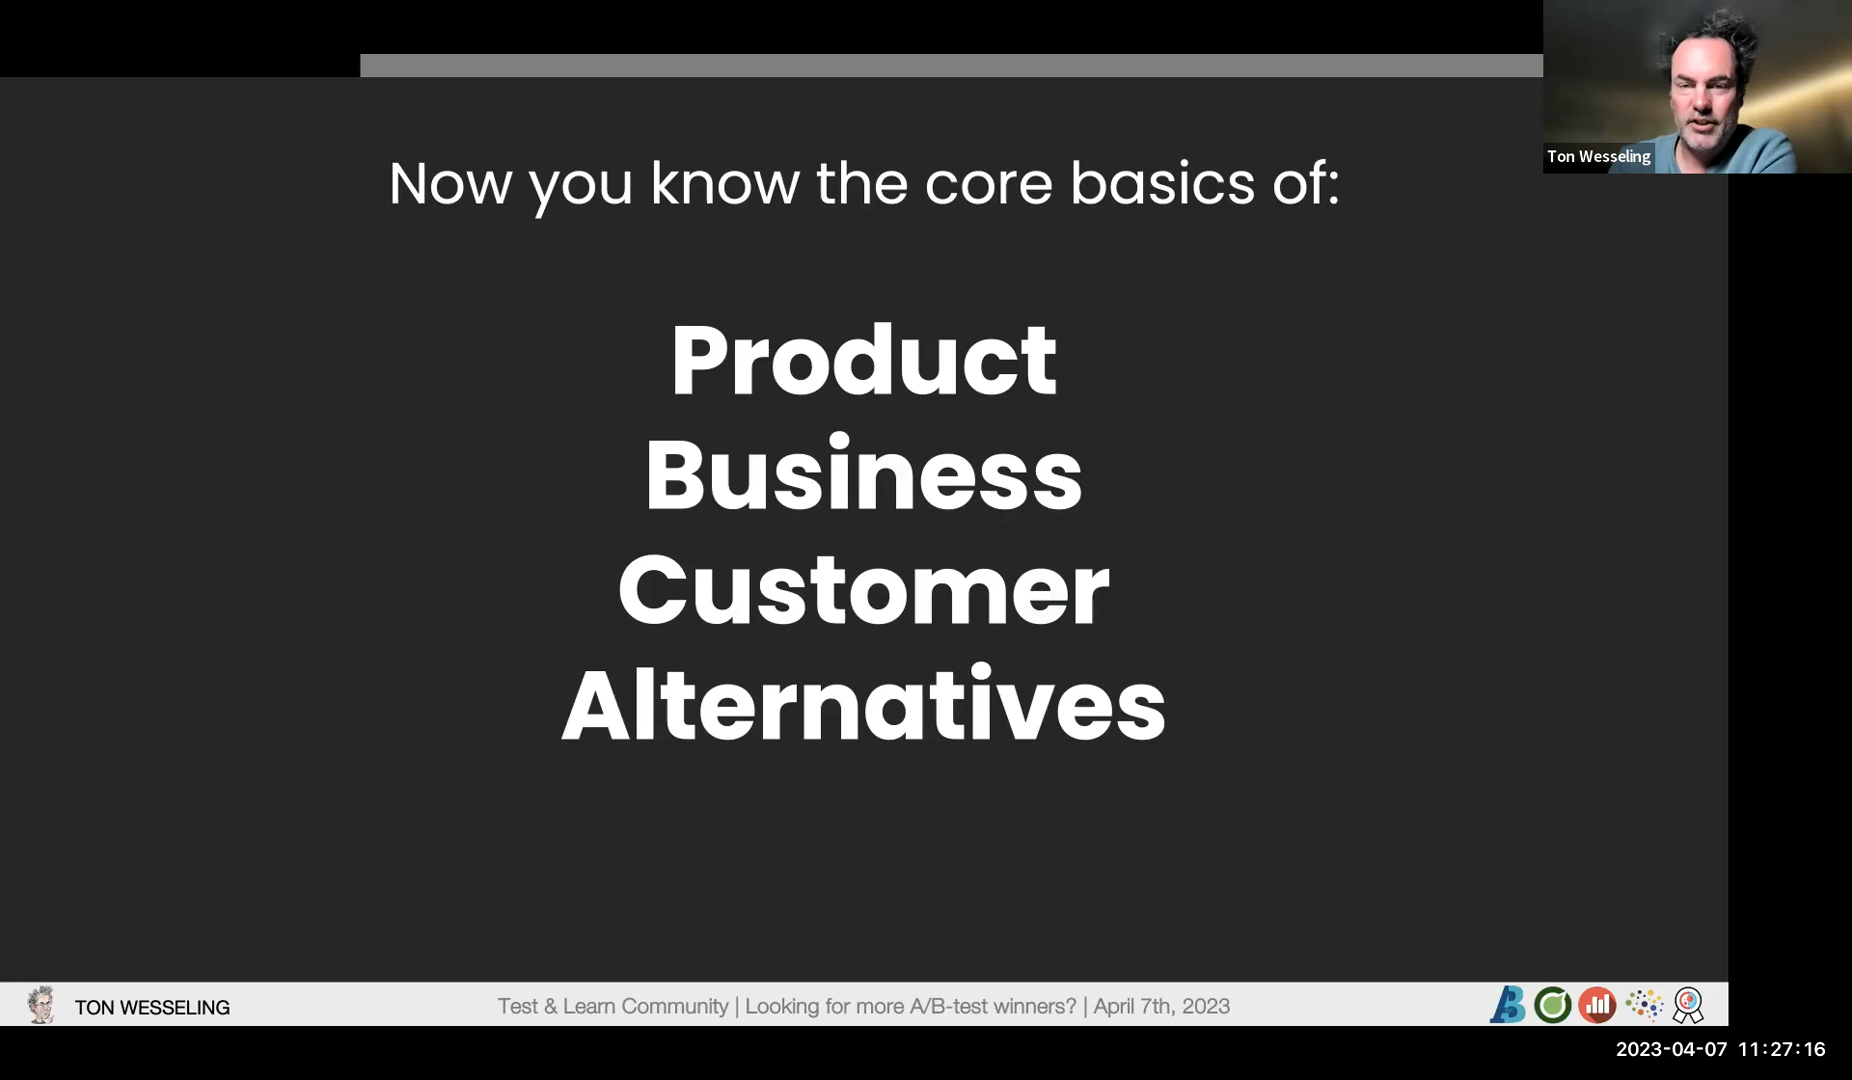 Ton Wesseling
Now you know the core basics of:
Product
Business
Customer
Alternatives
TON WESSELING
Test & Learn Community | Looking for more A/B-test winners? | April 7th, 2023
2023-04-07 11:27:16